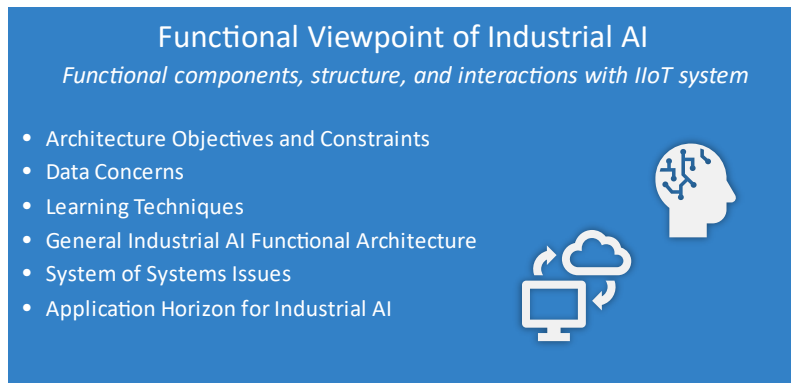 Functional Viewpoint of Industrial AI
Functional components, structure, and interactions with IIoT system
• Architecture Objectives and Constraints
• Data Concerns
• Learning Techniques
• General Industrial AI Functional Architecture
• System of Systems Issues
• Application Horizon for Industrial AI